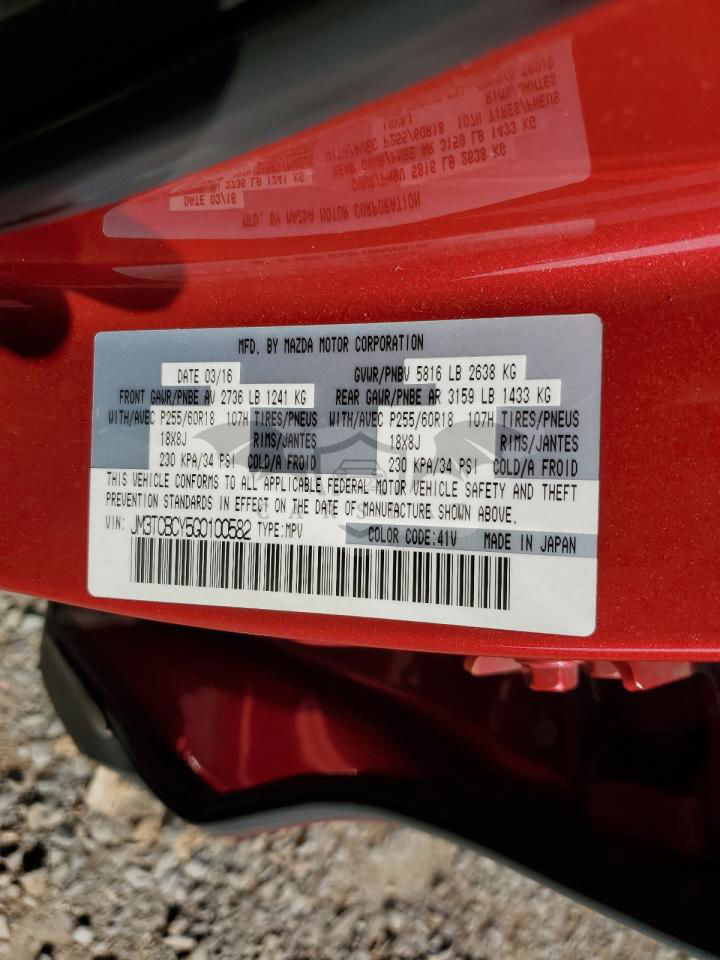 MFD. BY MAZDA MOTOR CORPORATION
DATE 03/16 GVWR/PNBV 5816 LB 2638 KG
FRONT GAWR/PNBE AV 2736 LB 1241 KG REAR GAWR/PNBE AR 3159 LB 1433 KG
WITH/AVEC P255/60R18 107H TIRES/PNEUS WITH/AVEC P255/60R18 107H TIRES/PNEUS
18X8J RIMS/JANTES 18X8J RIMS/JANTES
230 KPA/34 PSI COLD/A FROID 230 KPA/34 PSI COLD/A FROID
THIS VEHICLE CONFORMS TO ALL APPLICABLE FEDERAL MOTOR VEHICLE SAFETY AND THEFT
PREVENTION STANDARDS IN EFFECT ON THE DATE OF MANUFACTURE SHOWN ABOVE.
VIN: JM3TCBCY5G0100582 TYPE:MPV COLOR CODE:41V MADE IN JAPAN